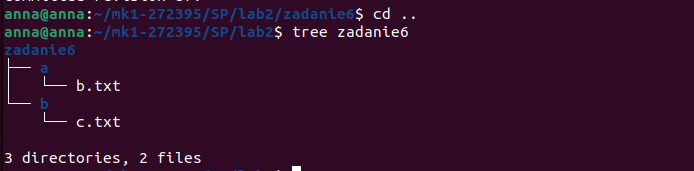 anna@anna:~/mk1-272395/SP/lab2/zadanie6$ cd ..
anna@anna:~/mk1-272395/SP/lab2$ tree zadanie6
zadanie6
├── a
│   └── b.txt
└── b
    └── c.txt
3 directories, 2 files